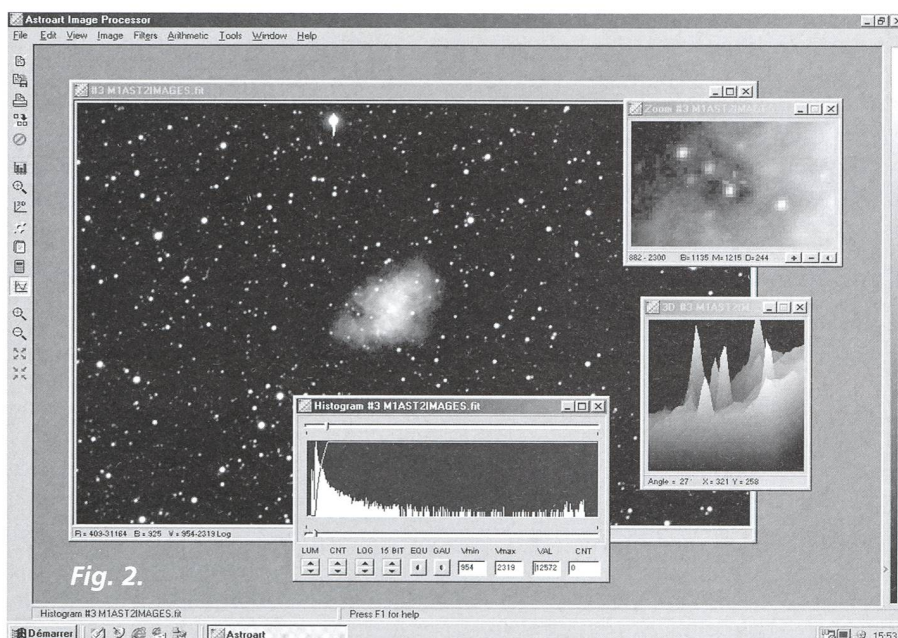 Astroart Image Processor
File Edit View Image Filters Arithmetic Tools Window Help
#3 M1AST2IMAGES.fit
Zoom #3 M1AST2IMAGES
882 - 2300 B=1135 M=1215 D=244
3D #3 M1AST2I
Angle = 27° X = 321 Y = 258
Histogram #3 M1AST2IMAGES.fit
LUM CNT LOG 15 BIT EQU GAU Vmin Vmax VAL CNT
954 2319 12572 0
R = 409-31164 B = 925 V = 954-2319 Log
Fig. 2.
Histogram #3 M1AST2IMAGES.fit Press F1 for help
Démarrer Astroart 15:53